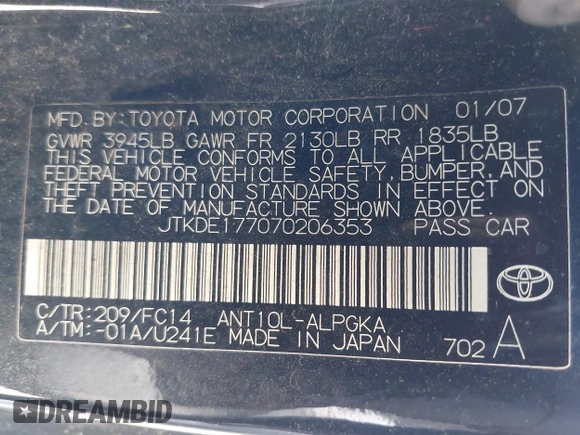 MFD. BY: TOYOTA MOTOR CORPORATION 01/07
GVWR 3945LB GAWR FR 2130LB RR 1835LB
THIS VEHICLE CONFORMS TO ALL APPLICABLE
FEDERAL MOTOR VEHICLE SAFETY, BUMPER, AND
THEFT PREVENTION STANDARDS IN EFFECT ON
THE DATE OF MANUFACTURE SHOWN ABOVE.
JTKDE177070206353 PASS CAR
C/TR: 209/FC14 ANT10L-ALPGKA
A/TM: -01A/U241E MADE IN JAPAN 702 A
DREAMBID